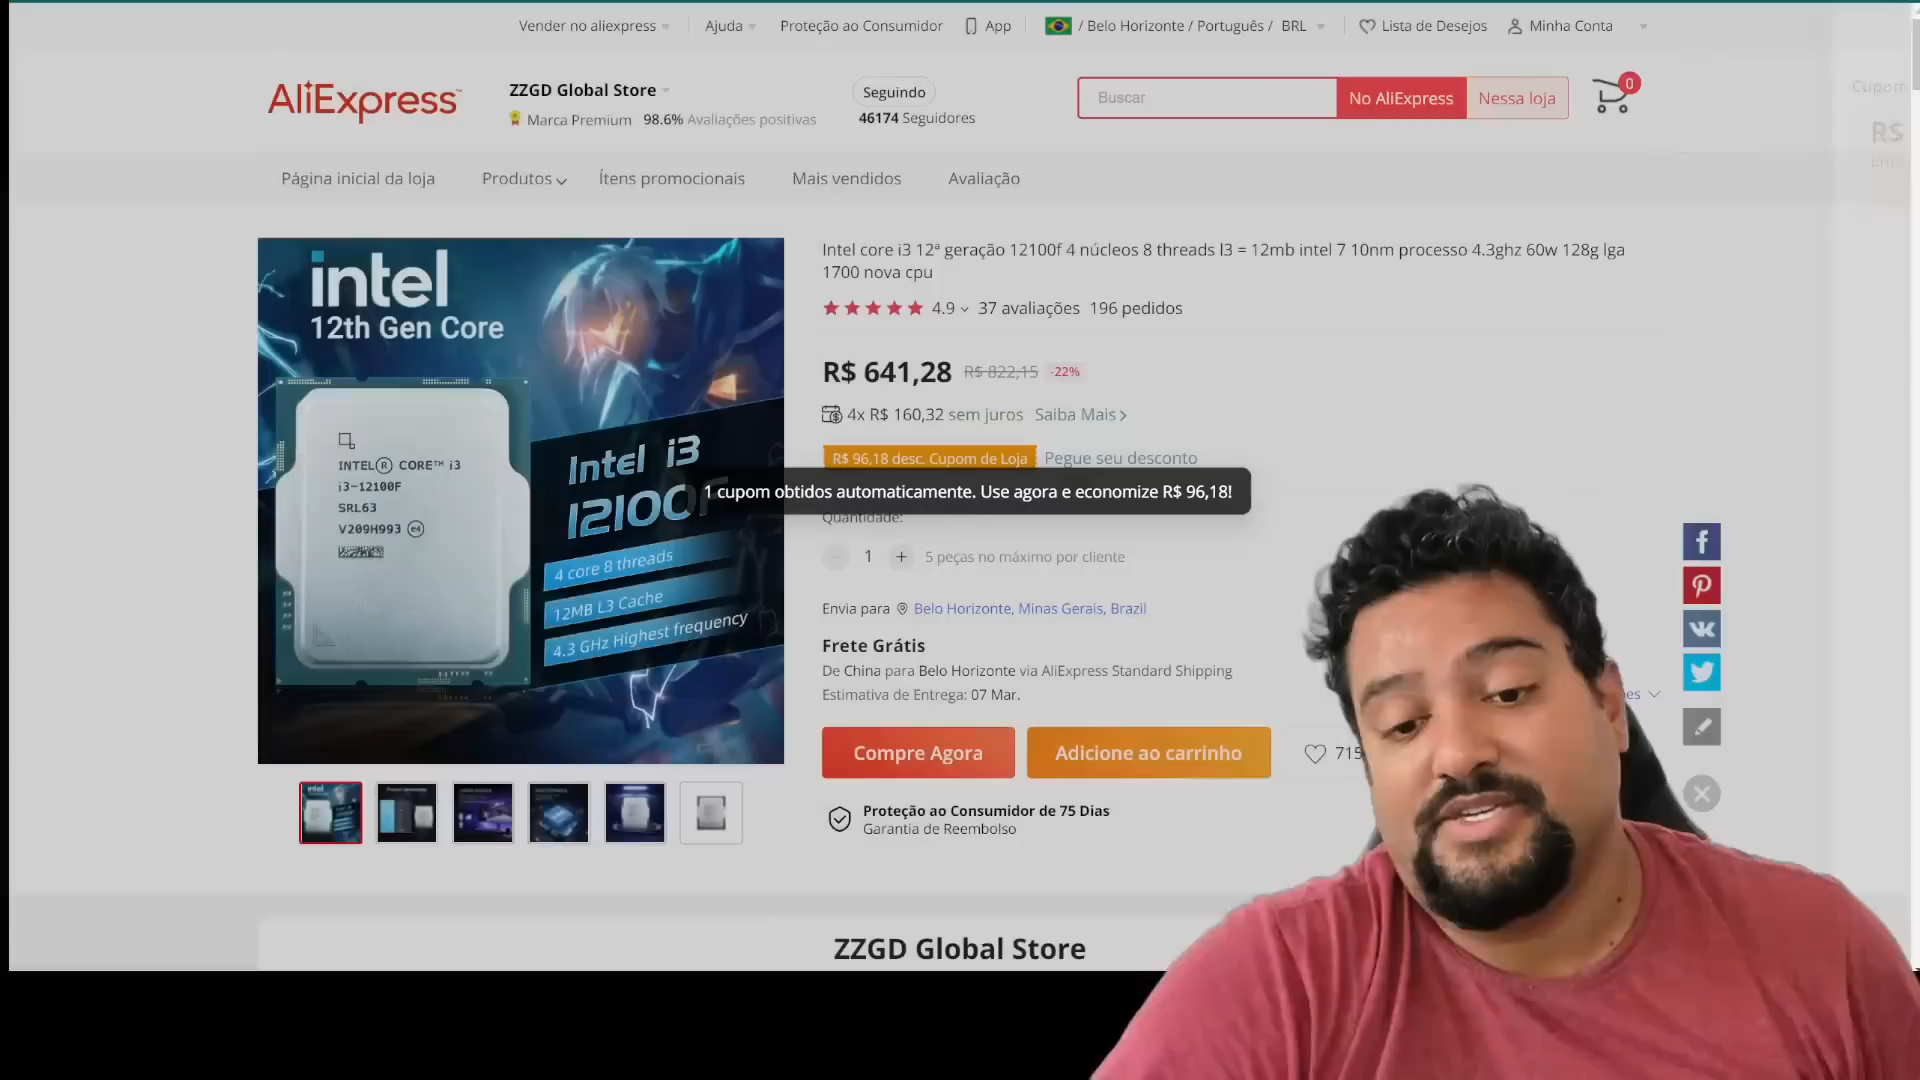 Vender no aliexpress
Ajuda
Proteção ao Consumidor
App
/ Belo Horizonte / Português / BRL
Lista de Desejos
Minha Conta
AliExpress
ZZGD Global Store
Marca Premium 98.6% Avaliações positivas
Seguindo
46174 Seguidores
Buscar
No AliExpress
Nessa loja
0
Cupom
R$
Página inicial da loja
Produtos
Ítens promocionais
Mais vendidos
Avaliação
intel
12th Gen Core
INTEL® CORE™ i3
i3-12100F
SRL63
V209H993 e4
Intel i3
12100F
4 core 8 threads
12MB L3 Cache
4.3 GHz Highest frequency
Intel core i3 12ª geração 12100f 4 núcleos 8 threads l3 = 12mb intel 7 10nm processo 4.3ghz 60w 128g lga
1700 nova cpu
4.9 37 avaliações 196 pedidos
R$ 641,28 R$ 822,15 -22%
4x R$ 160,32 sem juros Saiba Mais
R$ 96,18 desc. Cupom de Loja Pegue seu desconto
1 cupom obtidos automaticamente. Use agora e economize R$ 96,18!
Quantidade:
1 + 5 peças no máximo por cliente
Envia para Belo Horizonte, Minas Gerais, Brazil
Frete Grátis
De China para Belo Horizonte via AliExpress Standard Shipping
Estimativa de Entrega: 07 Mar.
Compre Agora
Adicione ao carrinho
715
Proteção ao Consumidor de 75 Dias
Garantia de Reembolso
ZZGD Global Store